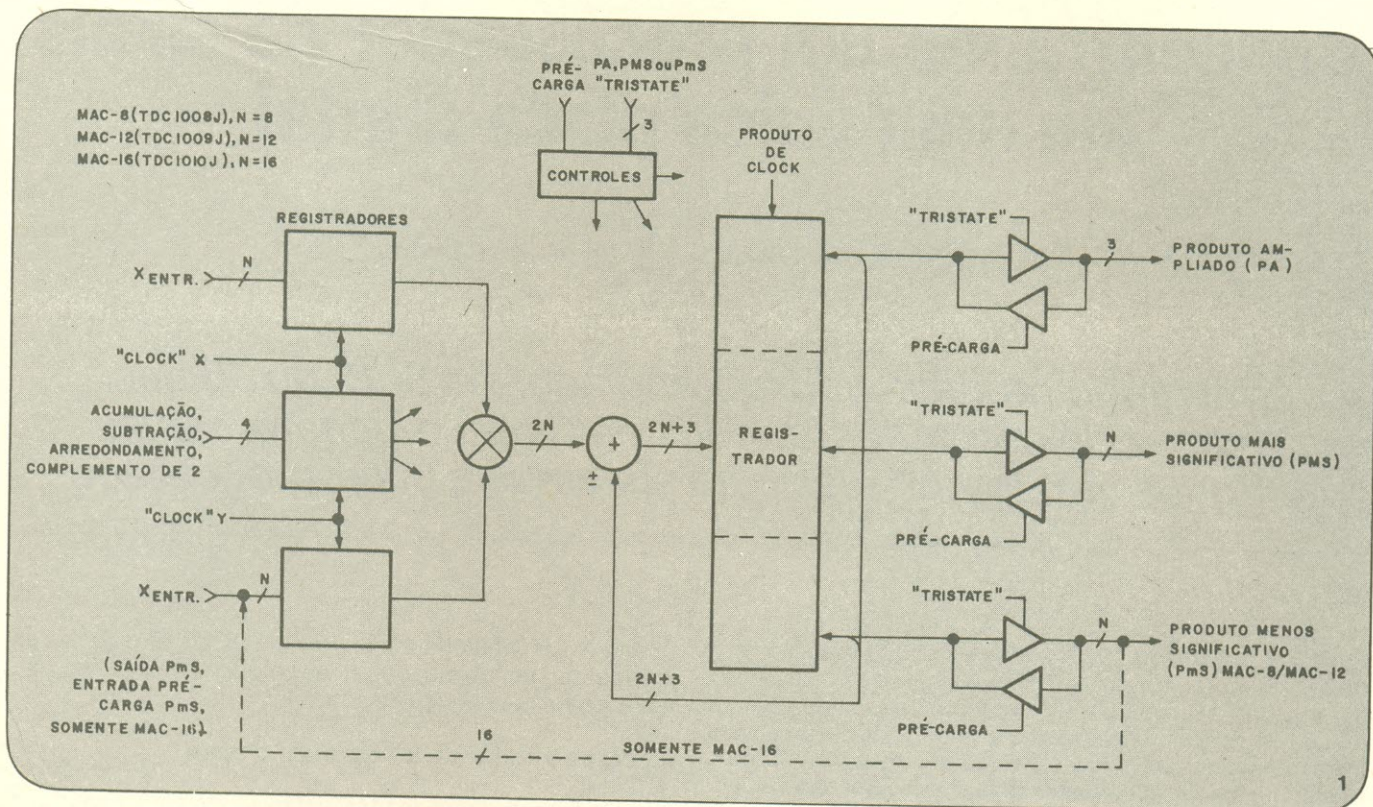 MAC-8(TDC1008J), N=8
MAC-12(TDC1009J), N=12
MAC-16(TDC1010J), N=16
PRÉ-
CARGA
PA, PMS ou PmS
"TRISTATE"
3
CONTROLES
PRODUTO
DE
CLOCK
REGISTRADORES
X ENTR.
N
"CLOCK" X
ACUMULAÇÃO,
SUBTRAÇÃO,
ARREDONDAMENTO,
COMPLEMENTO DE 2
4
"CLOCK" Y
X ENTR.
N
(SAÍDA PmS,
ENTRADA PRÉ-
CARGA PmS,
SOMENTE MAC-16).
2N
+
±
2N+3
REGIS-
TRADOR
2N+3
"TRISTATE"
3
PRODUTO AM-
PLIADO (PA)
PRÉ-CARGA
"TRISTATE"
N
PRODUTO MAIS
SIGNIFICATIVO (PMS)
PRÉ-CARGA
"TRISTATE"
N
PRODUTO MENOS
SIGNIFICATIVO
(PmS) MAC-8/MAC-12
PRÉ-CARGA
16
SOMENTE MAC-16
1